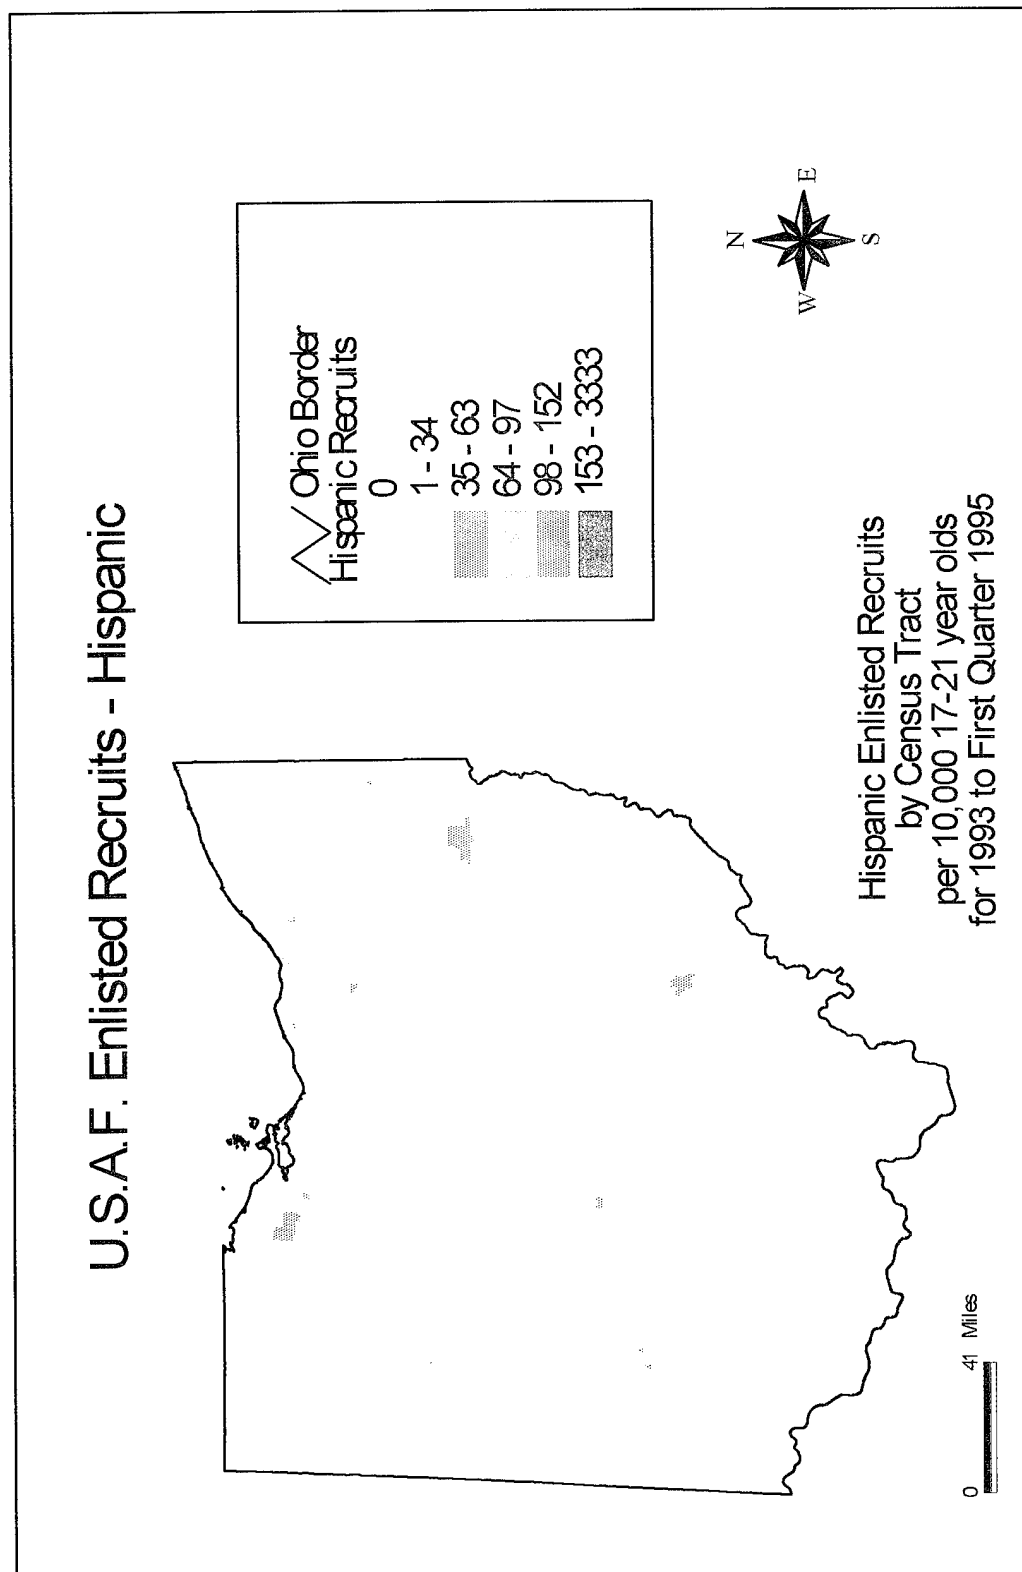 U.S.A.F. Enlisted Recruits - Hispanic
Ohio Border
Hispanic Recruits
0
1 - 34
35 - 63
64 - 97
98 - 152
153 - 3333
N
W
E
S
Hispanic Enlisted Recruits
by Census Tract
per 10,000 17-21 year olds
for 1993 to First Quarter 1995
0
41 Miles